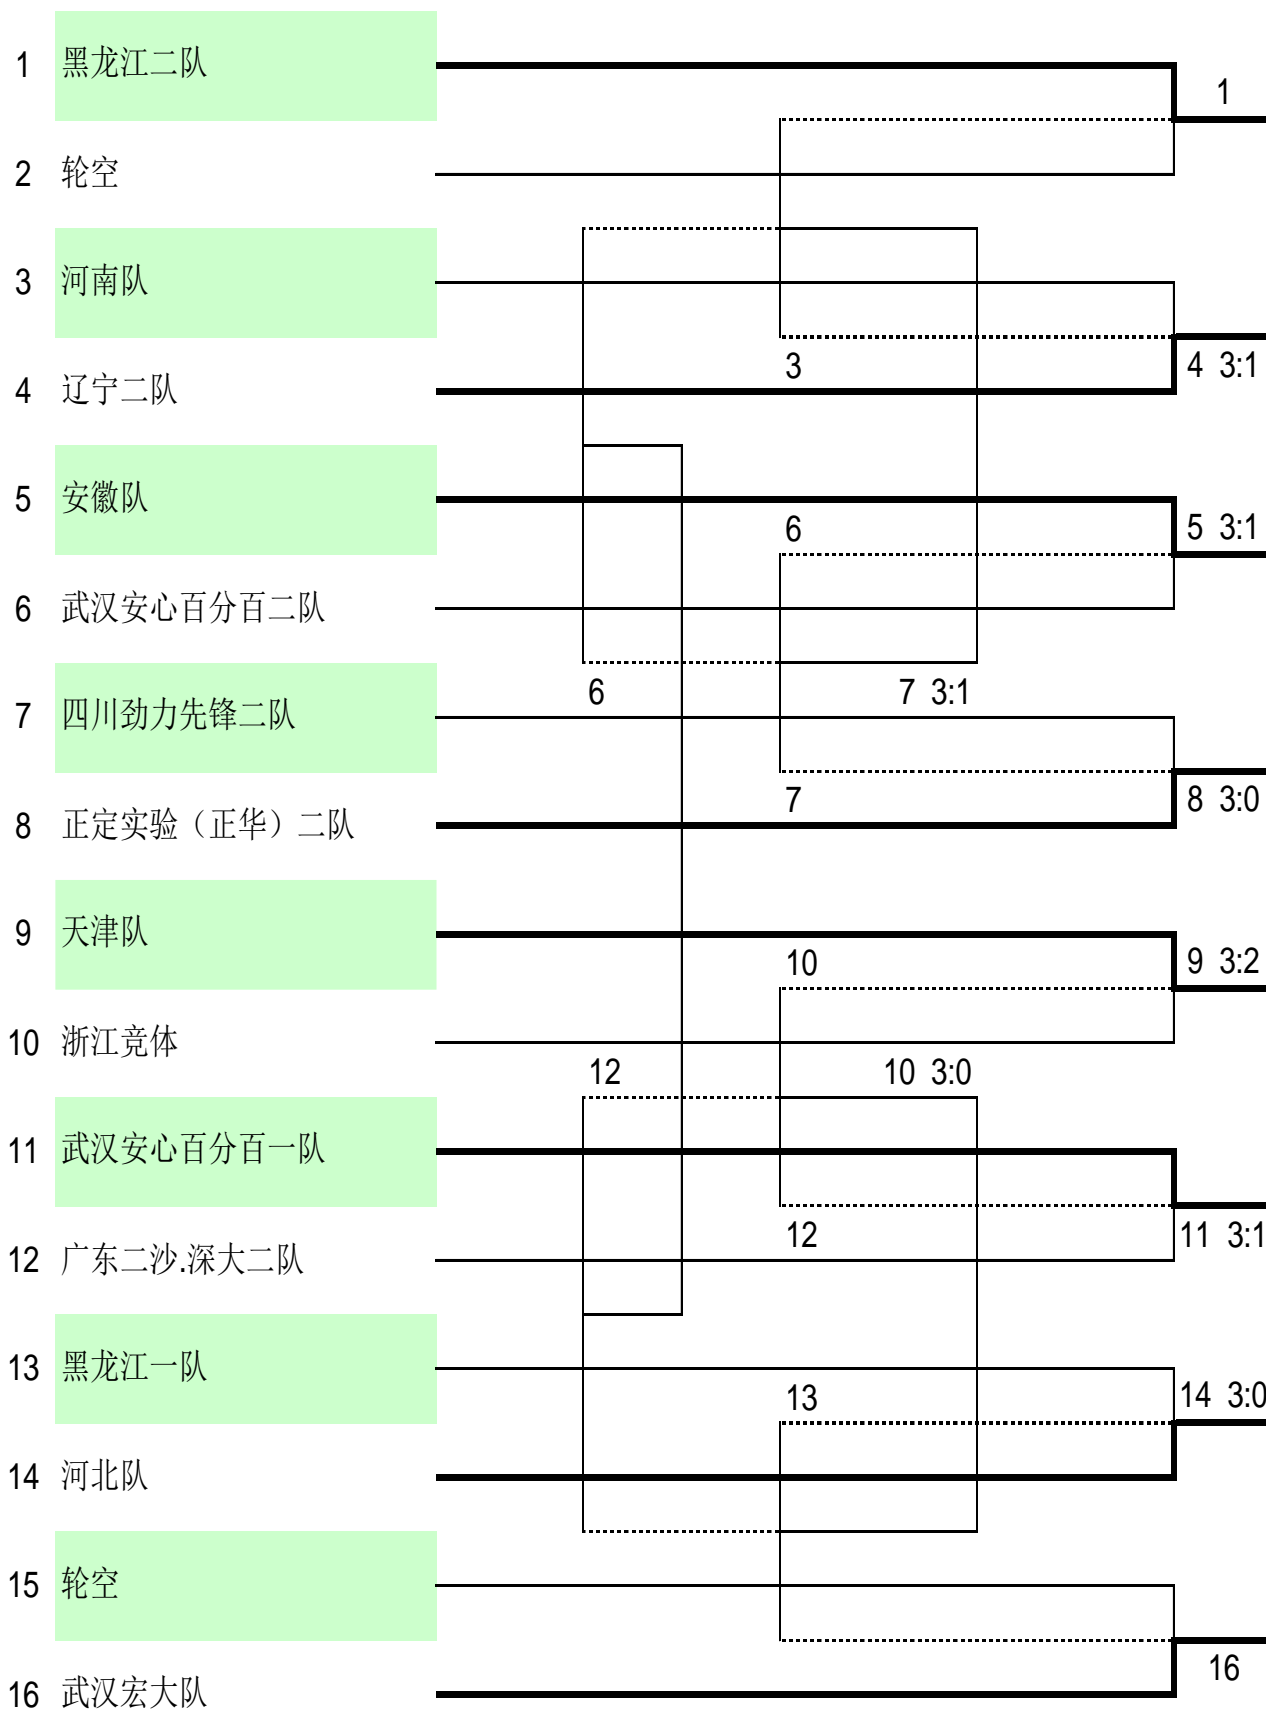 1 黑龙江二队
1
2 轮空
3 河南队
3
4 3:1
4 辽宁二队
5 安徽队
6
5 3:1
6 武汉安心百分百二队
6
7 3:1
7 四川劲力先锋二队
7
8 3:0
8 正定实验（正华）二队
9 天津队
10
9 3:2
10 浙江竞体
12
10 3:0
11 武汉安心百分百一队
12
11 3:1
12 广东二沙.深大二队
13 黑龙江一队
13
14 3:0
14 河北队
15 轮空
16
16 武汉宏大队